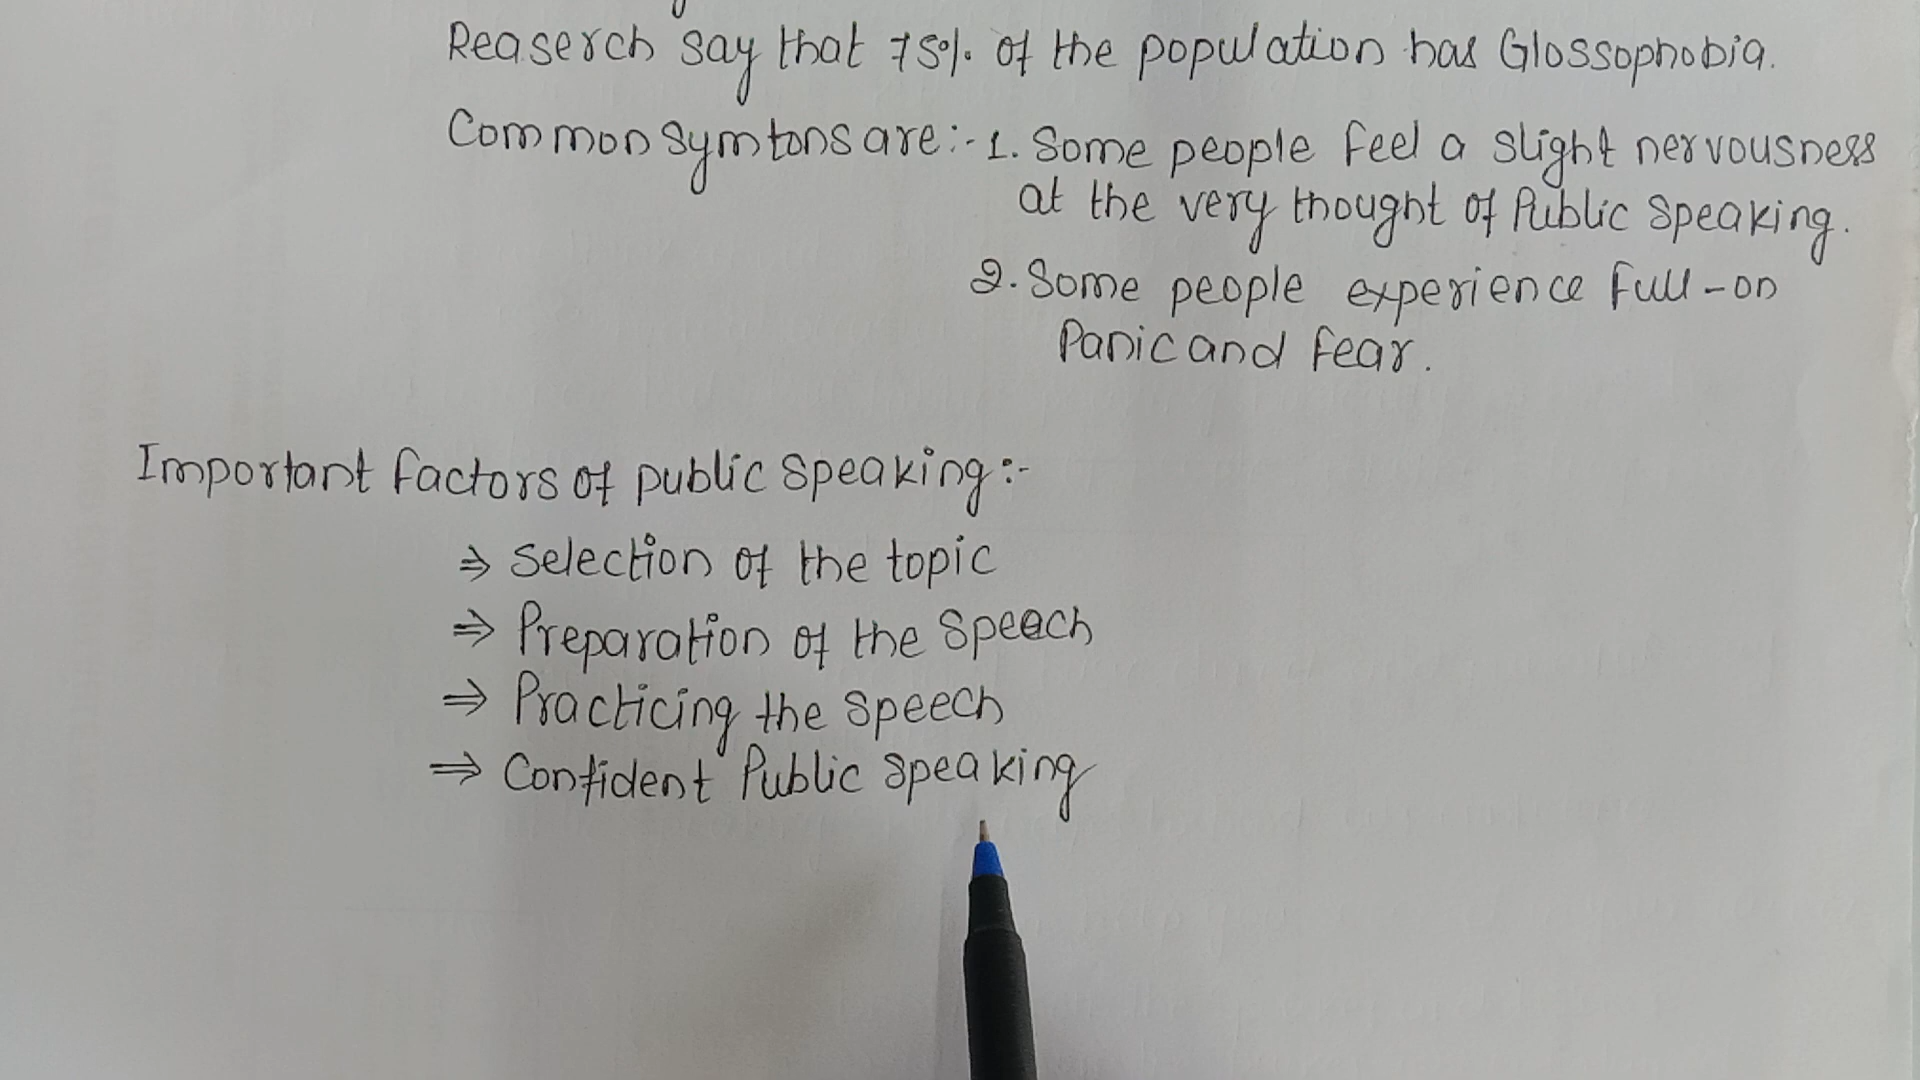 Reaserch say that 75% of the population has Glossophobia.
Common Symtons are:- 1. Some people feel a slight nervousness
at the very thought of Public Speaking.
2. Some people experience full-on
Panic and fear.
Important factors of public speaking:-
⇒ Selection of the topic
⇒ Preparation of the Speech
⇒ Practicing the speech
⇒ Confident Public speaking